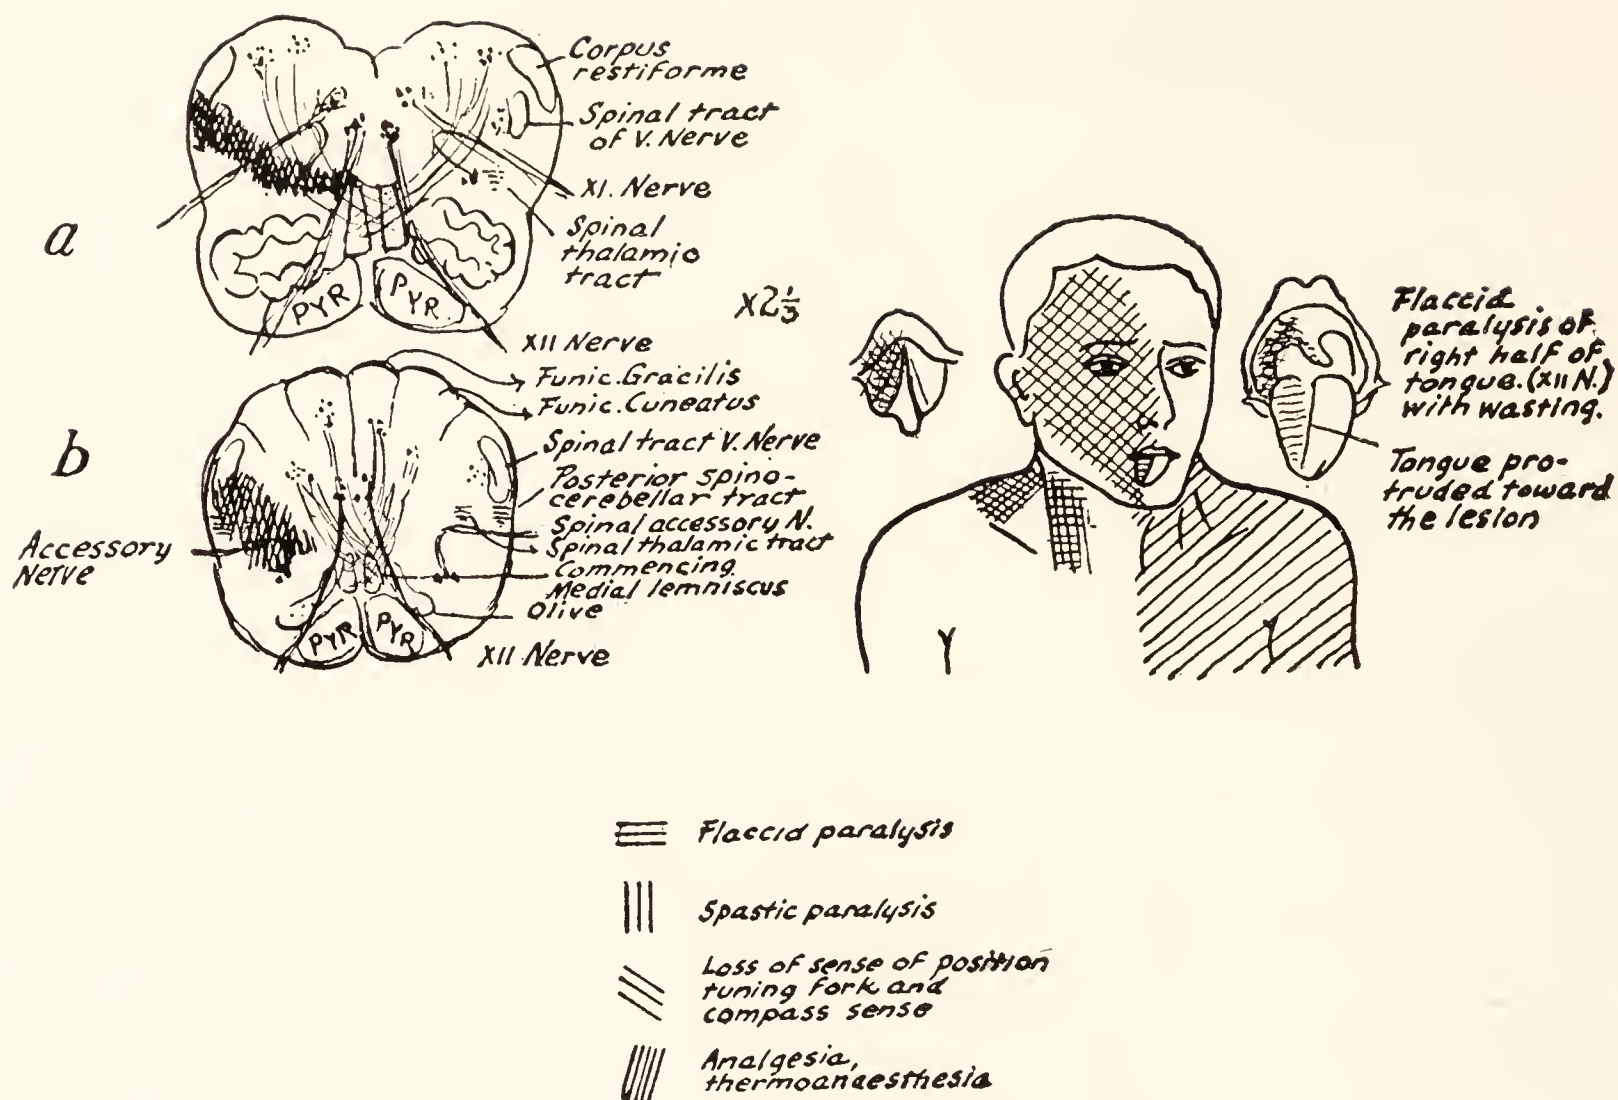 a
Corpus
restiforme
Spinal tract
of V. Nerve
XI. Nerve
Spinal
thalamic
tract
PYR
PYR.
X2⅓
XII Nerve
b
Funic. Gracilis
Funic. Cuneatus
Spinal tract V. Nerve
Posterior spino-
cerebellar tract
Spinal accessory N.
Spinal thalamic tract
Commencing
Medial lemniscus
Olive
XII Nerve
Accessory
Nerve
PYR
PYR
Flaccid
paralysis of
right half of
tongue. (XII N.)
with wasting.
Tongue pro-
truded toward
the lesion
Flaccid paralysis
Spastic paralysis
Loss of sense of position
tuning fork and
compass sense
Analgesia,
thermoanaesthesia